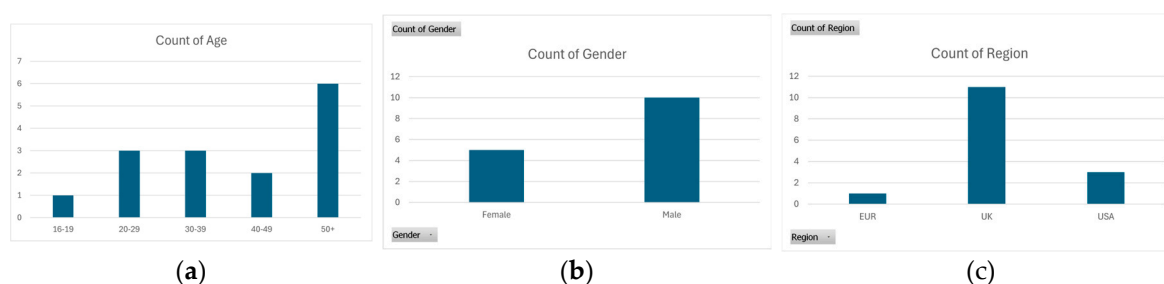 Count of Age
7
6
5
4
3
2
1
0
16-19 20-29 30-39 40-49 50+
(a)
Count of Gender
Count of Gender
12
10
8
6
4
2
0
Female Male
Gender
(b)
Count of Region
Count of Region
12
10
8
6
4
2
0
EUR UK USA
Region
(c)